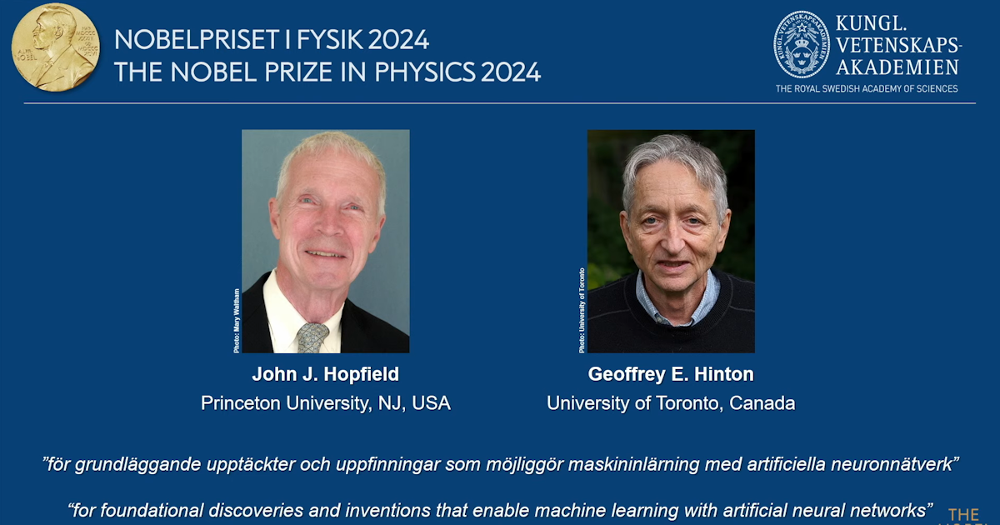 NOBELPRISET I FYSIK 2024
THE NOBEL PRIZE IN PHYSICS 2024
KUNGL.
VETENSKAPS-
AKADEMIEN
THE ROYAL SWEDISH ACADEMY OF SCIENCES
Photo: Mary Waltham
Photo: University of Toronto
John J. Hopfield
Princeton University, NJ, USA
Geoffrey E. Hinton
University of Toronto, Canada
”för grundläggande upptäckter och uppfinningar som möjliggör maskininlärning med artificiella neuronnätverk”
“for foundational discoveries and inventions that enable machine learning with artificial neural networks”
THE